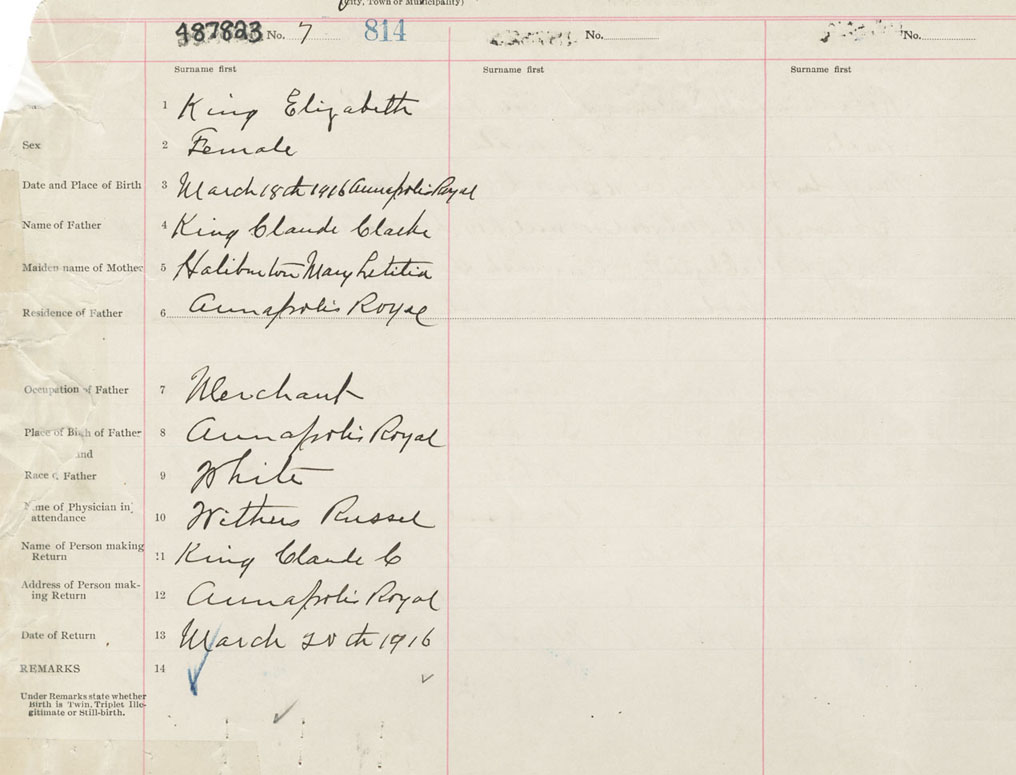 (City, Town or Municipality)
487823 No. 7 814 No. No.
Surname first Surname first Surname first
1 King Elizabeth
Sex 2 Female
Date and Place of Birth 3 March 18th 1916 Annapolis Royal
Name of Father 4 King Claude Clarke
Maiden name of Mother 5 Haliburton Mary Letitia
Residence of Father 6 Annapolis Royal
Occupation of Father 7 Merchant
Place of Birth of Father 8 Annapolis Royal
and
Race of Father 9 White
Name of Physician in
attendance 10 Withers Russel
Name of Person making
Return 11 King Claude C
Address of Person mak-
ing Return 12 Annapolis Royal
Date of Return 13 March 20th 1916
REMARKS 14
Under Remarks state whether
Birth is Twin, Triplet Ille-
gitimate or Still-birth.